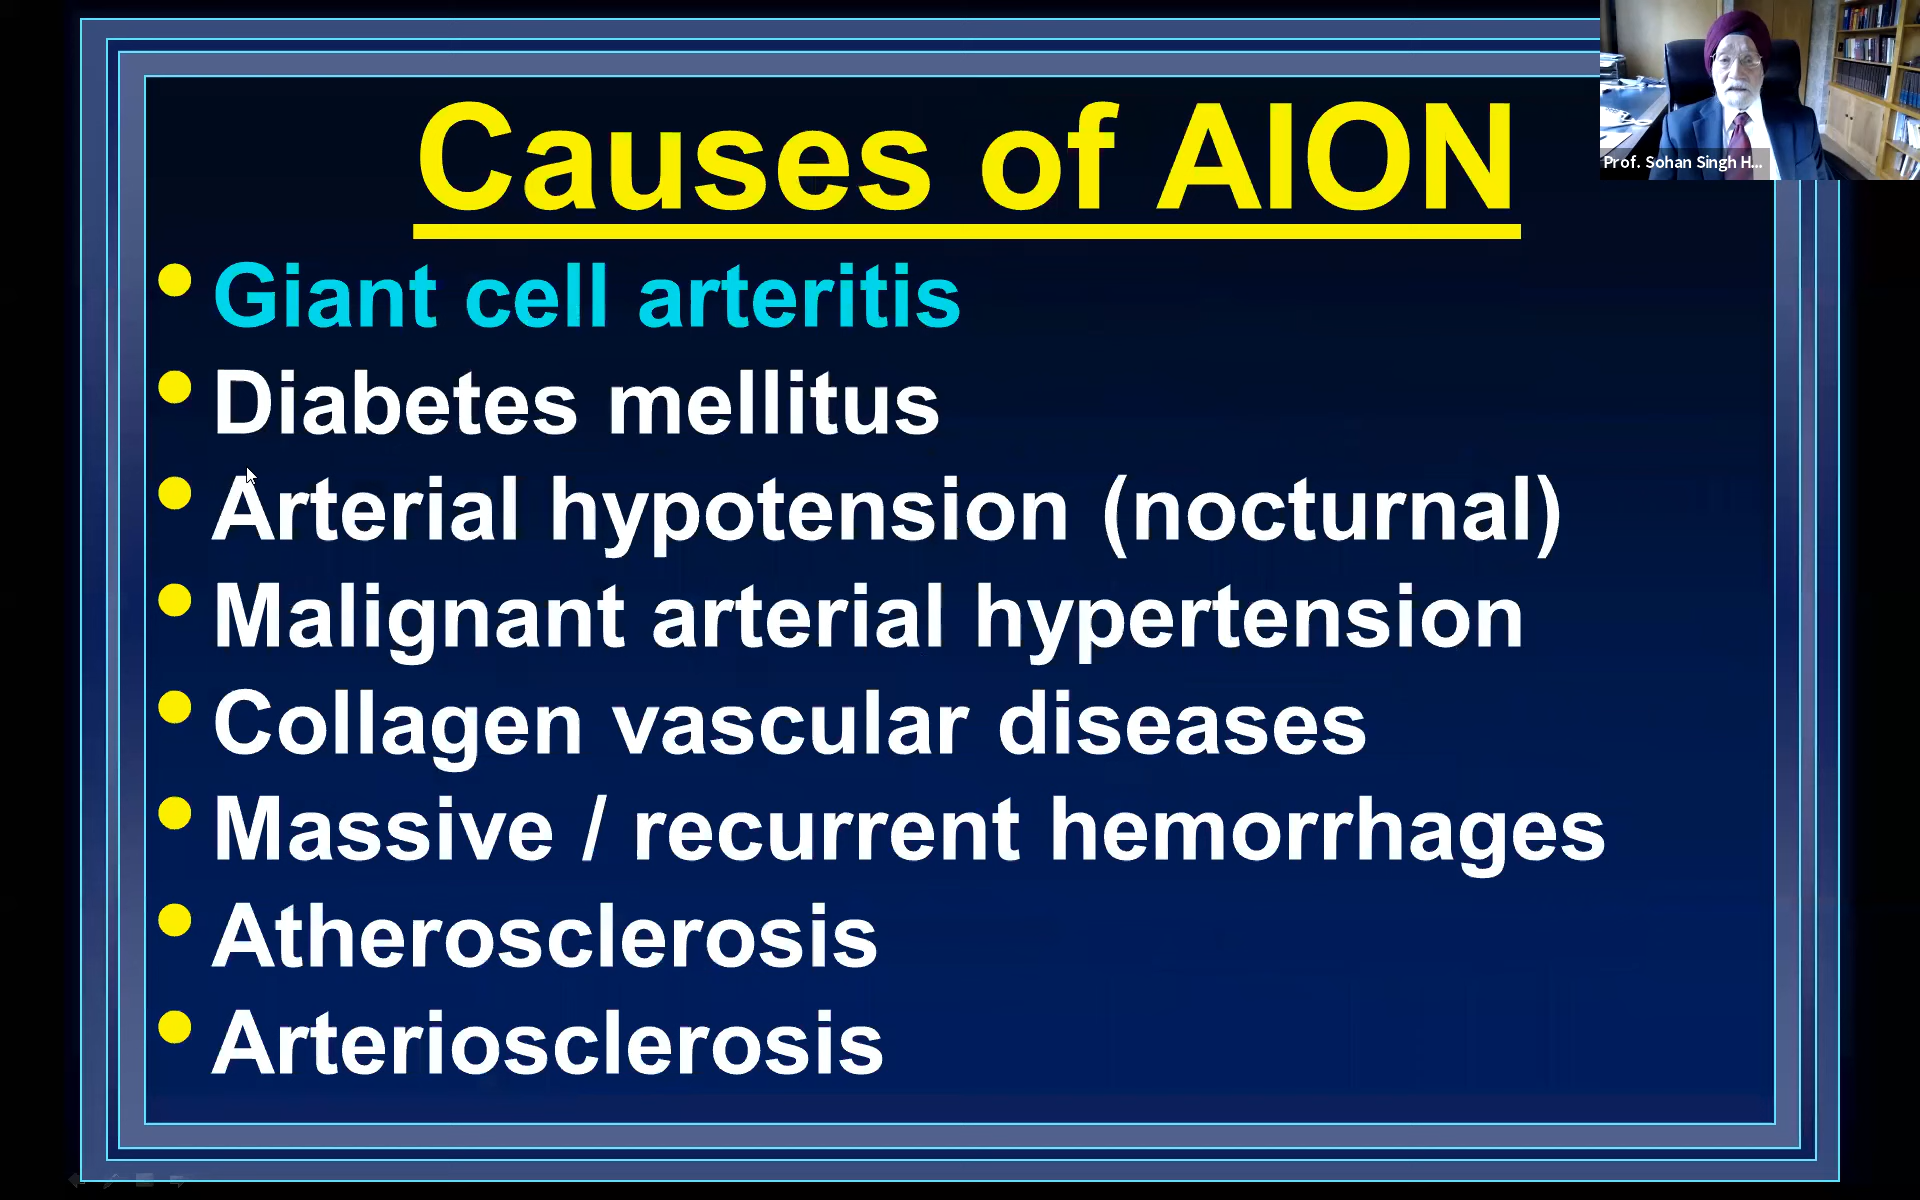 Causes of AION
Prof. Sohan Singh H...
• Giant cell arteritis
• Diabetes mellitus
• Arterial hypotension (nocturnal)
• Malignant arterial hypertension
• Collagen vascular diseases
• Massive / recurrent hemorrhages
• Atherosclerosis
• Arteriosclerosis